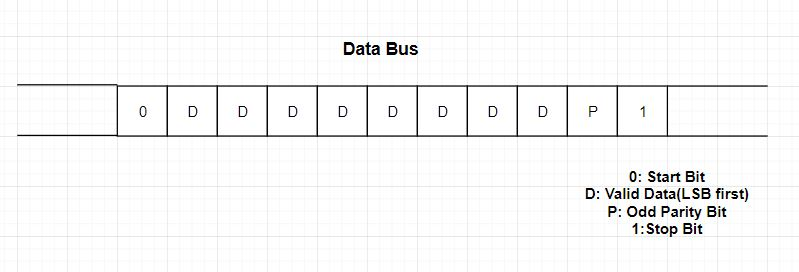 Data Bus
0 D D D D D D D D P 1
0: Start Bit
D: Valid Data(LSB first)
P: Odd Parity Bit
1:Stop Bit